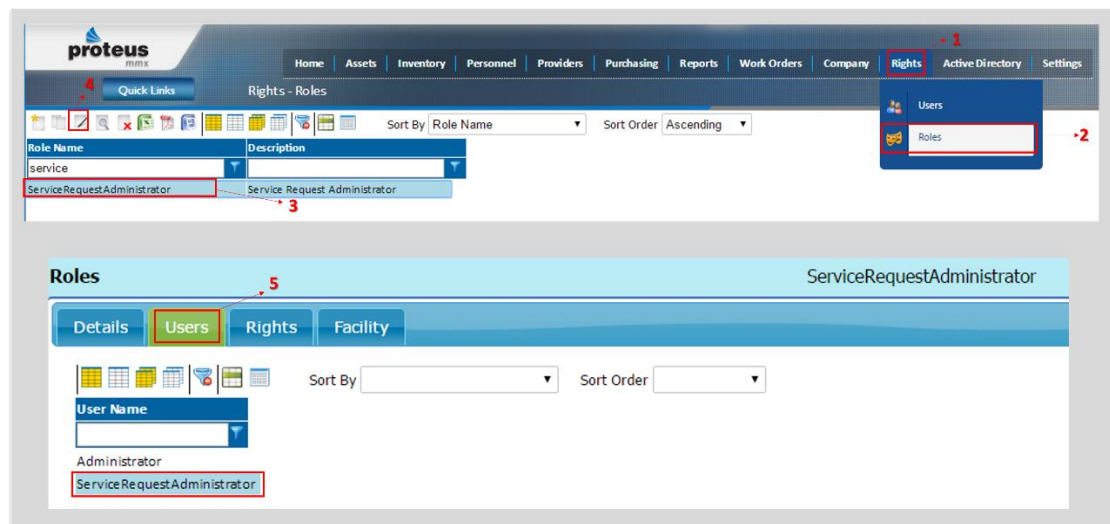 proteus
mmx
1
Home Assets Inventory Personnel Providers Purchasing Reports Work Orders Company Rights Active Directory Settings
4
Quick Links Rights - Roles
Users
Sort By Role Name Sort Order Ascending
Roles
2
Role Name Description
service
ServiceRequestAdministrator Service Request Administrator
3
Roles ServiceRequestAdministrator
5
Details Users Rights Facility
Sort By Sort Order
User Name
Administrator
ServiceRequestAdministrator